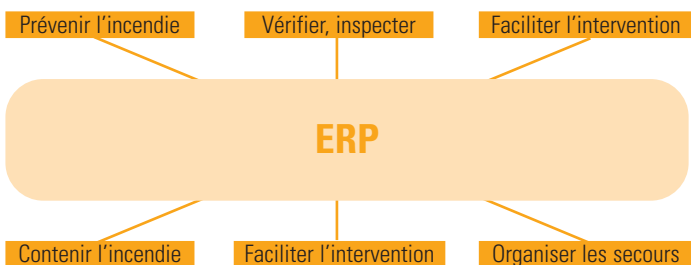 Prévenir l'incendie
Vérifier, inspecter
Faciliter l'intervention
ERP
Contenir l'incendie
Faciliter l'intervention
Organiser les secours